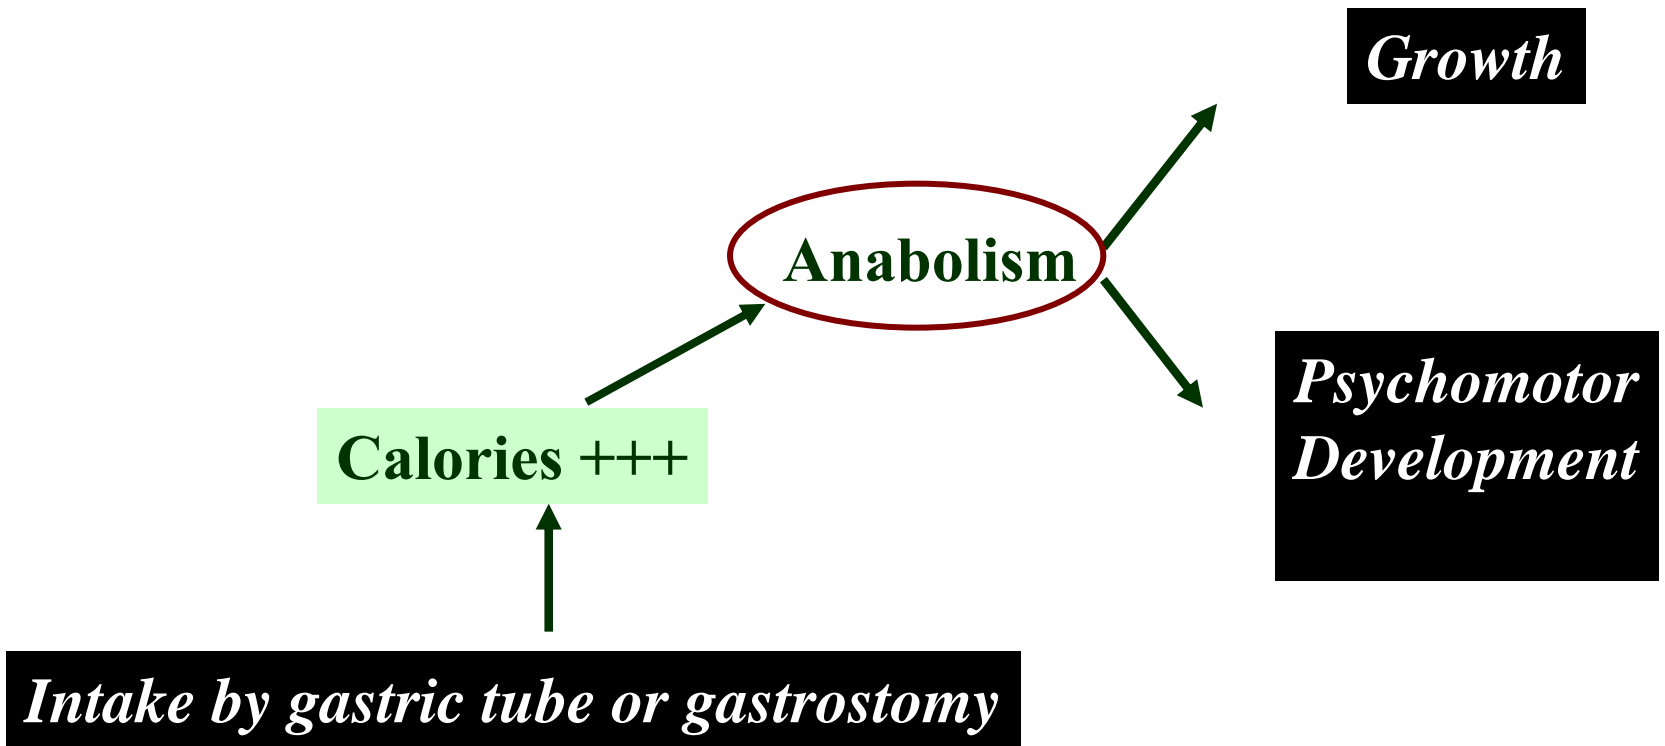 Growth
Anabolism
Psychomotor
Development
Calories +++
Intake by gastric tube or gastrostomy